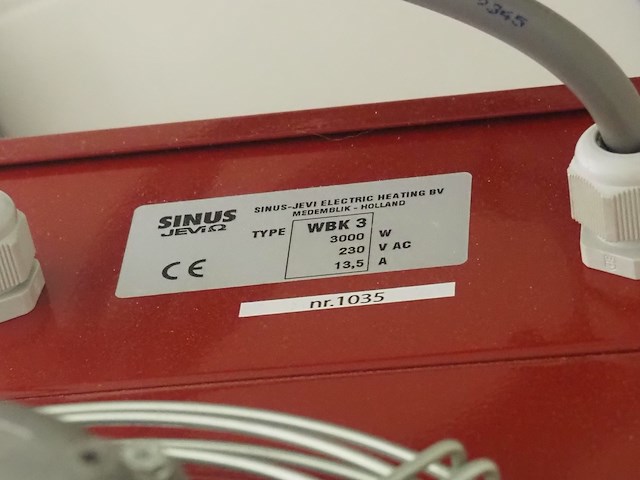 2365
SINUS
JEVI Ω
SINUS-JEVI ELECTRIC HEATING BV
MEDEMBLIK - HOLLAND
TYPE WBK 3
3000 W
230 V AC
13,5 A
CE
nr.1035